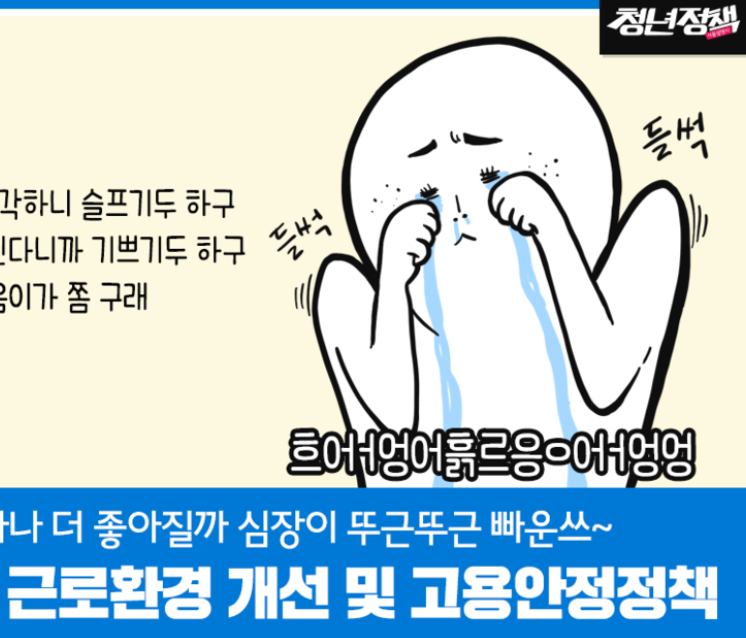 청년정책
들썩
각하니 슬프기두 하구
들썩
다니까 기쁘기두 하구
이가 쫌 구래
흐어ㅓ엉어흙르응ㅇ어ㅓ엉엉
나 더 좋아질까 심장이 뚜근뚜근 빠운쓰~
근로환경 개선 및 고용안정정책